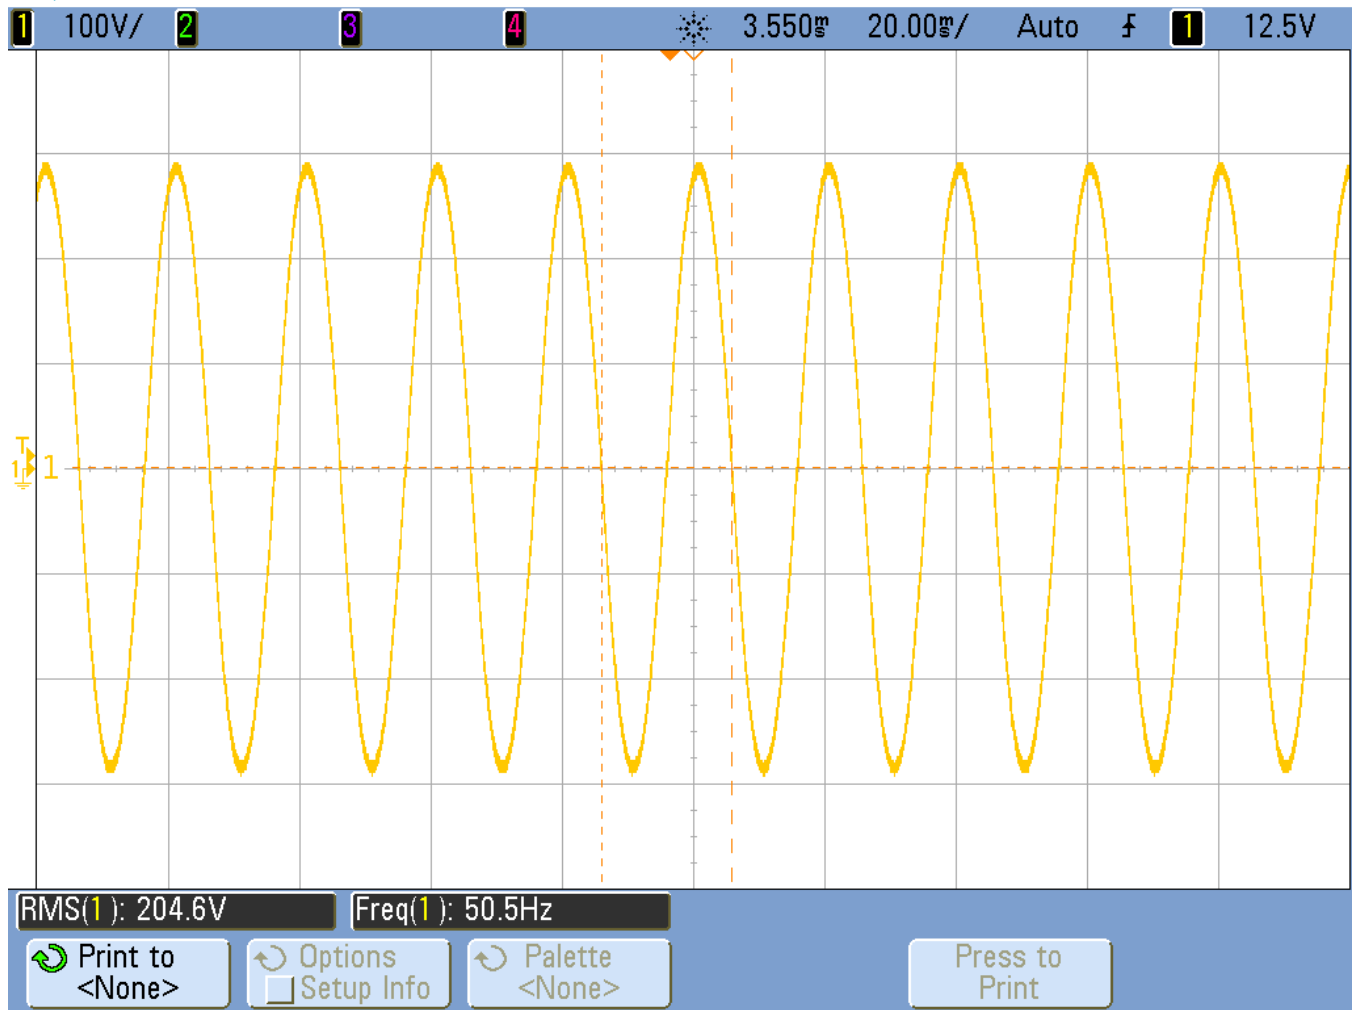 1 100V/ 2 3 4 3.550ms 20.00ms/ Auto 1 12.5V
T
1 1
RMS(1): 204.6V Freq(1): 50.5Hz
Print to Options Palette Press to
<None> Setup Info <None> Print